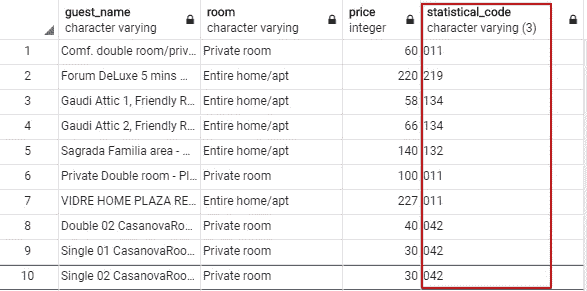 guest_name room price statistical_code
character varying character varying integer character varying (3)
1 Comf. double room/priv... Private room 60 011
2 Forum DeLuxe 5 mins ... Entire home/apt 220 219
3 Gaudi Attic 1, Friendly R... Entire home/apt 58 134
4 Gaudi Attic 2, Friendly R... Entire home/apt 66 134
5 Sagrada Familia area - ... Entire home/apt 140 132
6 Private Double room - Pl... Private room 100 011
7 VIDRE HOME PLAZA RE... Entire home/apt 227 011
8 Double 02 CasanovaRoo... Private room 40 042
9 Single 01 CasanovaRoo... Private room 30 042
10 Single 02 CasanovaRoo... Private room 30 042